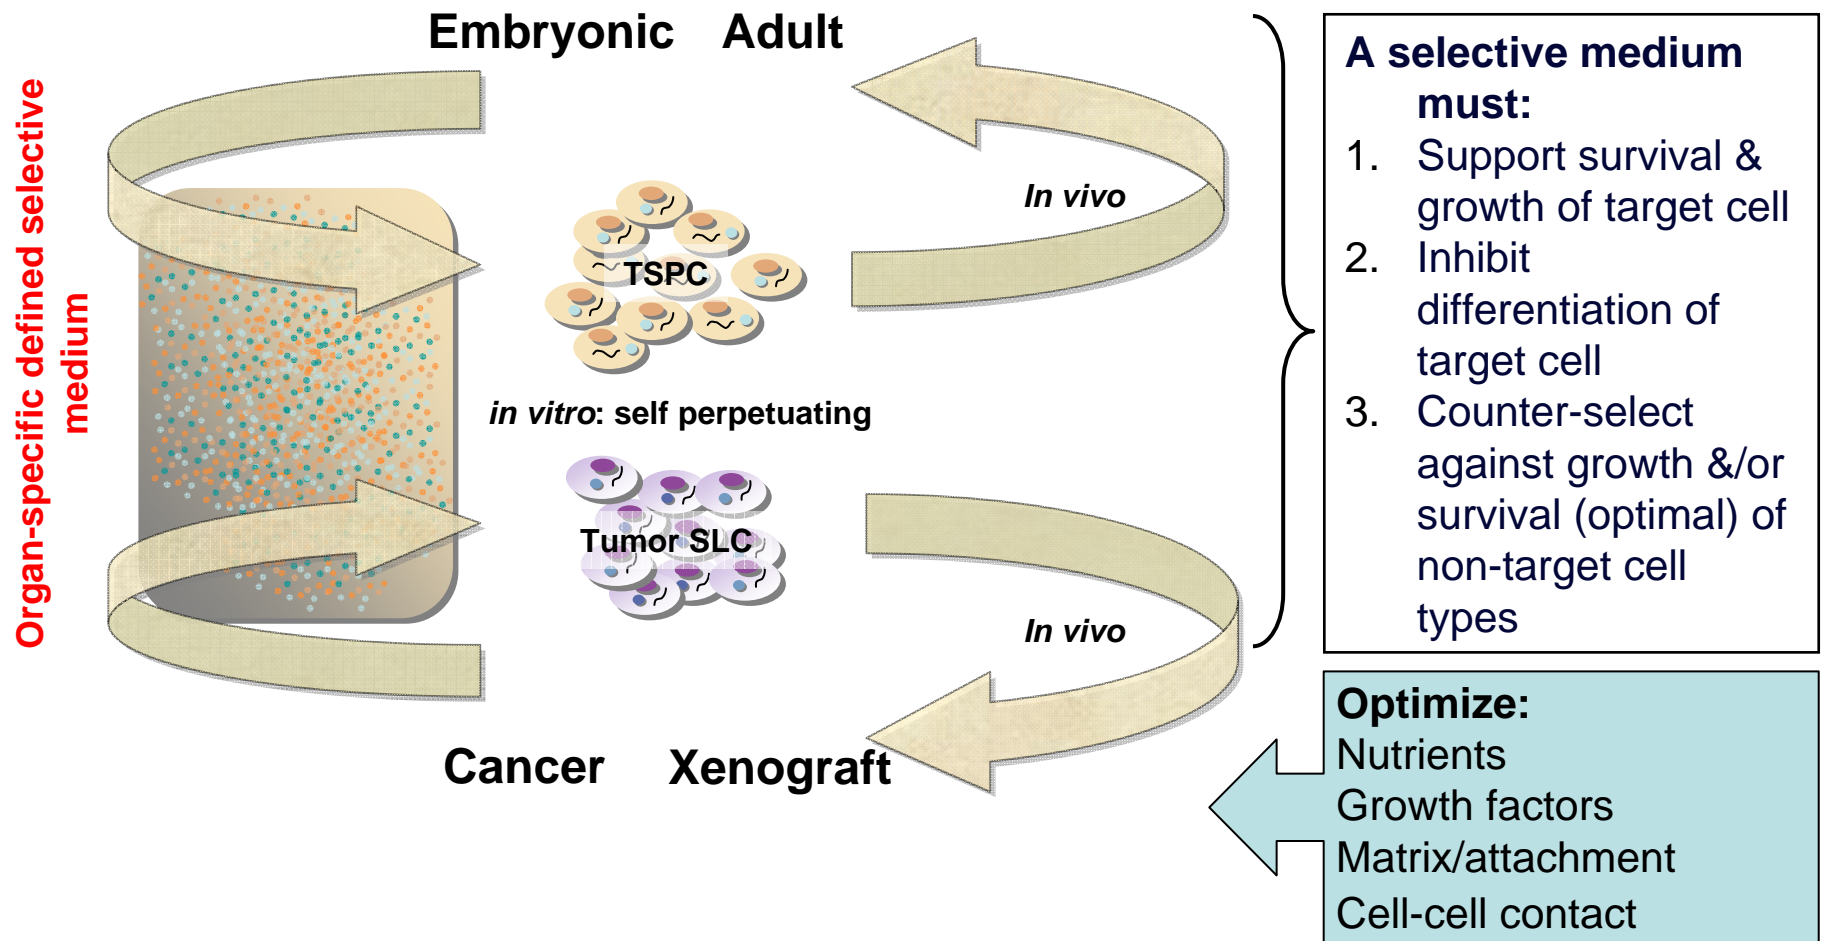 Embryonic Adult
Organ-specific defined selective
medium
In vivo
TSPC
in vitro: self perpetuating
Tumor SLC
In vivo
Cancer Xenograft
A selective medium
must:
1. Support survival &
growth of target cell
2. Inhibit
differentiation of
target cell
3. Counter-select
against growth &/or
survival (optimal) of
non-target cell
types
Optimize:
Nutrients
Growth factors
Matrix/attachment
Cell-cell contact